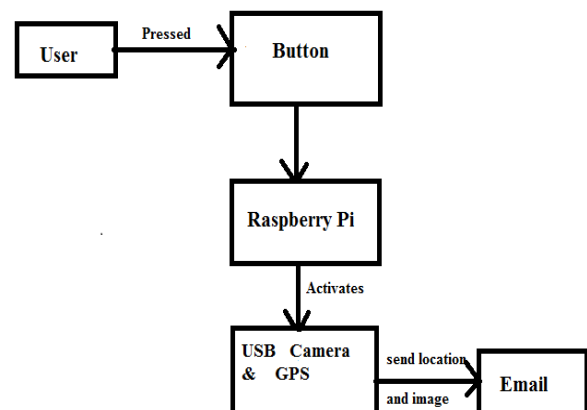 User
Pressed
Button
Raspberry Pi
Activates
USB Camera
& GPS
send location
and image
Email